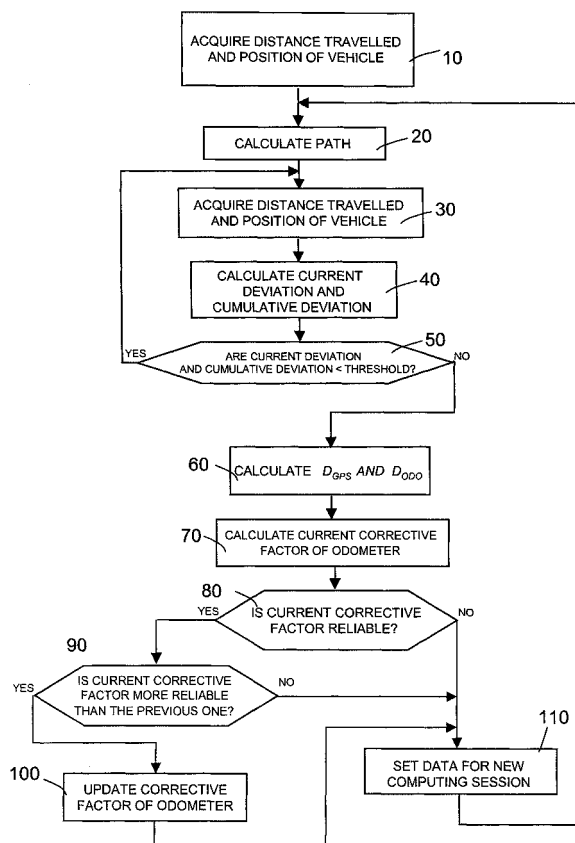 ACQUIRE DISTANCE TRAVELLED
AND POSITION OF VEHICLE
10
CALCULATE PATH
20
ACQUIRE DISTANCE TRAVELLED
AND POSITION OF VEHICLE
30
CALCULATE CURRENT
DEVIATION AND
CUMULATIVE DEVIATION
40
50
YES
ARE CURRENT DEVIATION
AND CUMULATIVE DEVIATION < THRESHOLD?
NO
60
CALCULATE D_GPS AND D_ODO
70
CALCULATE CURRENT CORRECTIVE
FACTOR OF ODOMETER
80
YES
IS CURRENT CORRECTIVE
FACTOR RELIABLE?
NO
90
YES
IS CURRENT CORRECTIVE
FACTOR MORE RELIABLE
THAN THE PREVIOUS ONE?
NO
100
UPDATE CORRECTIVE
FACTOR OF ODOMETER
110
SET DATA FOR NEW
COMPUTING SESSION